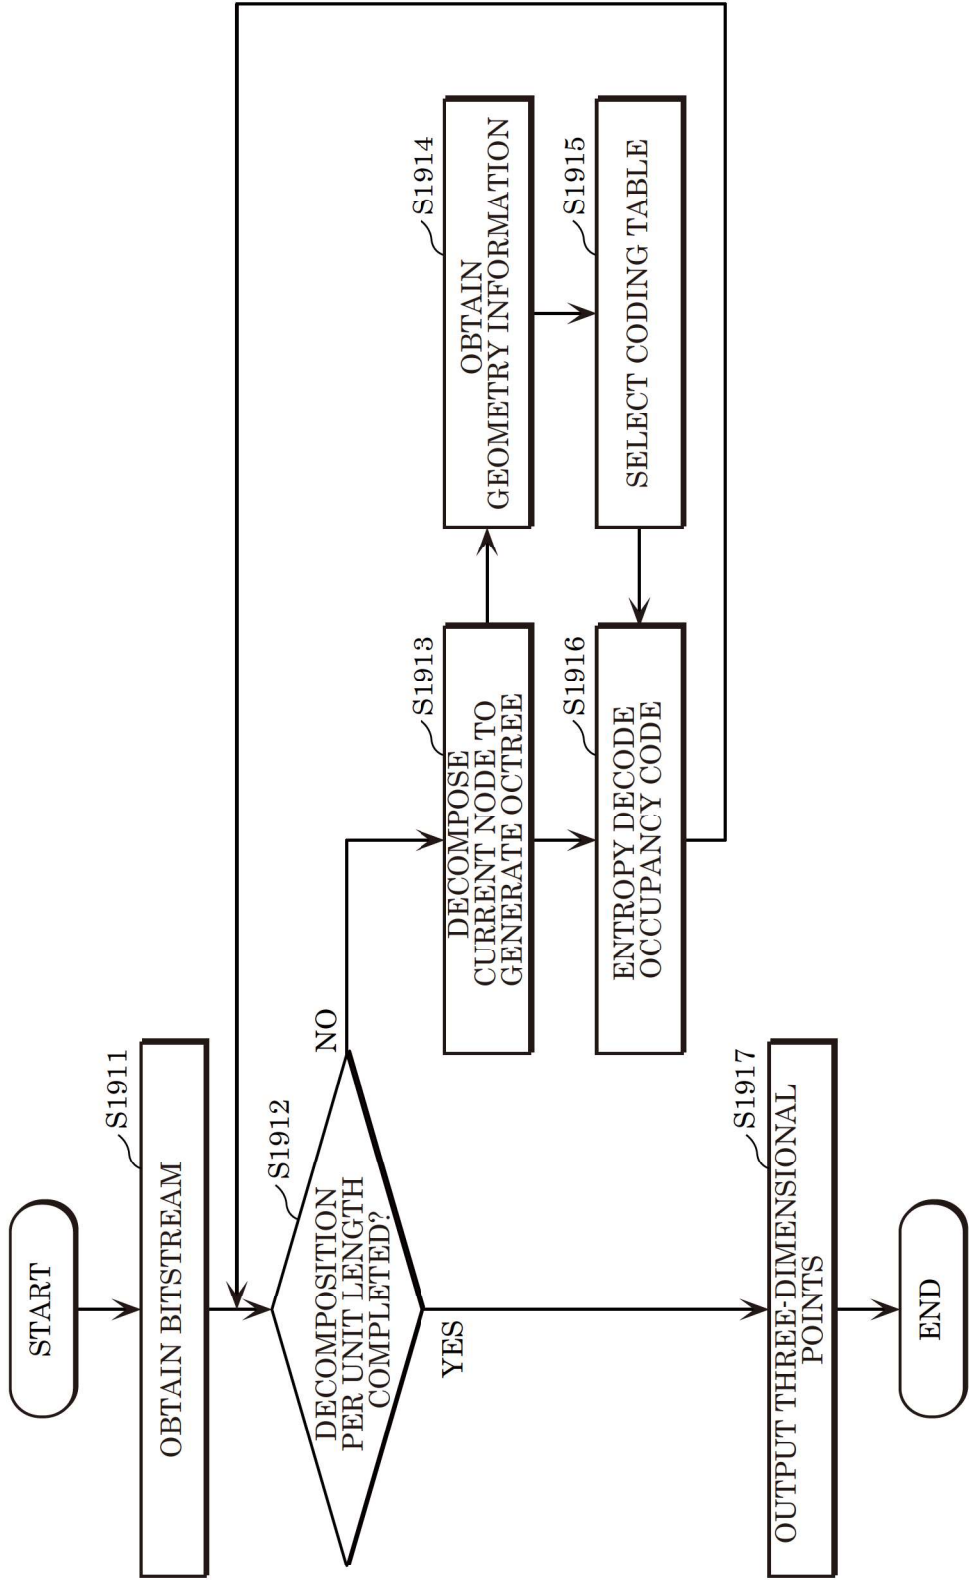 START
S1911
OBTAIN BITSTREAM
S1912
DECOMPOSITION
PER UNIT LENGTH
COMPLETED?
NO
YES
S1913
DECOMPOSE
CURRENT NODE TO
GENERATE OCTREE
S1914
OBTAIN
GEOMETRY INFORMATION
S1915
SELECT CODING TABLE
S1916
ENTROPY DECODE
OCCUPANCY CODE
S1917
OUTPUT THREE-DIMENSIONAL
POINTS
END